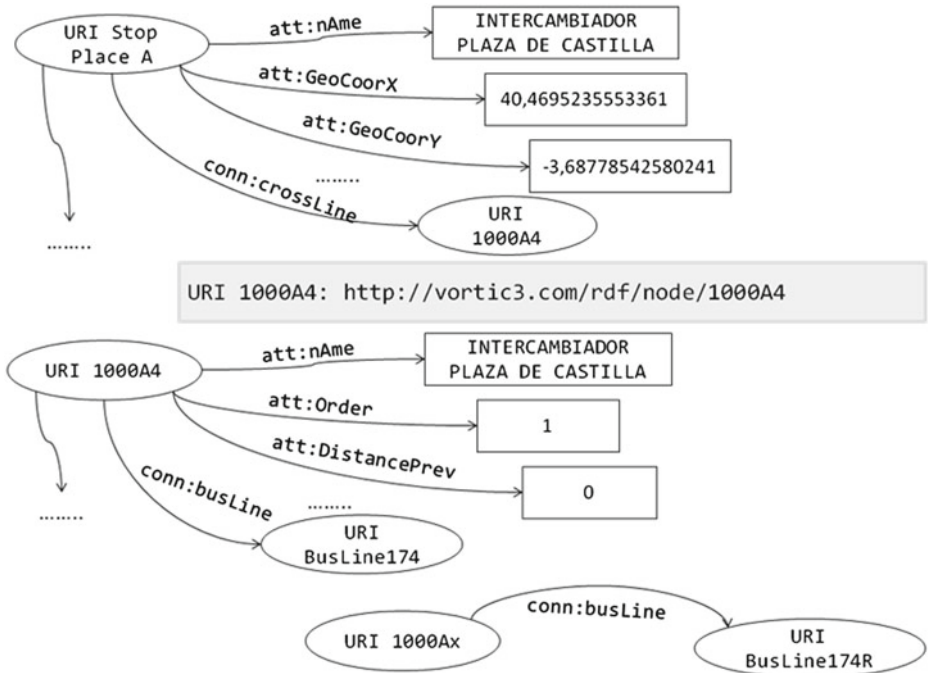 URI Stop
Place A
att:nAme
INTERCAMBIADOR
PLAZA DE CASTILLA
att:GeoCoorX
40,4695235553361
att:GeoCoorY
-3,68778542580241
........
conn:crossLine
URI
1000A4
........
URI 1000A4: http://vortic3.com/rdf/node/1000A4
URI 1000A4
att:nAme
INTERCAMBIADOR
PLAZA DE CASTILLA
att:Order
1
att:DistancePrev
0
conn:busLine
........
........
URI
BusLine174
URI 1000Ax
conn:busLine
URI
BusLine174R